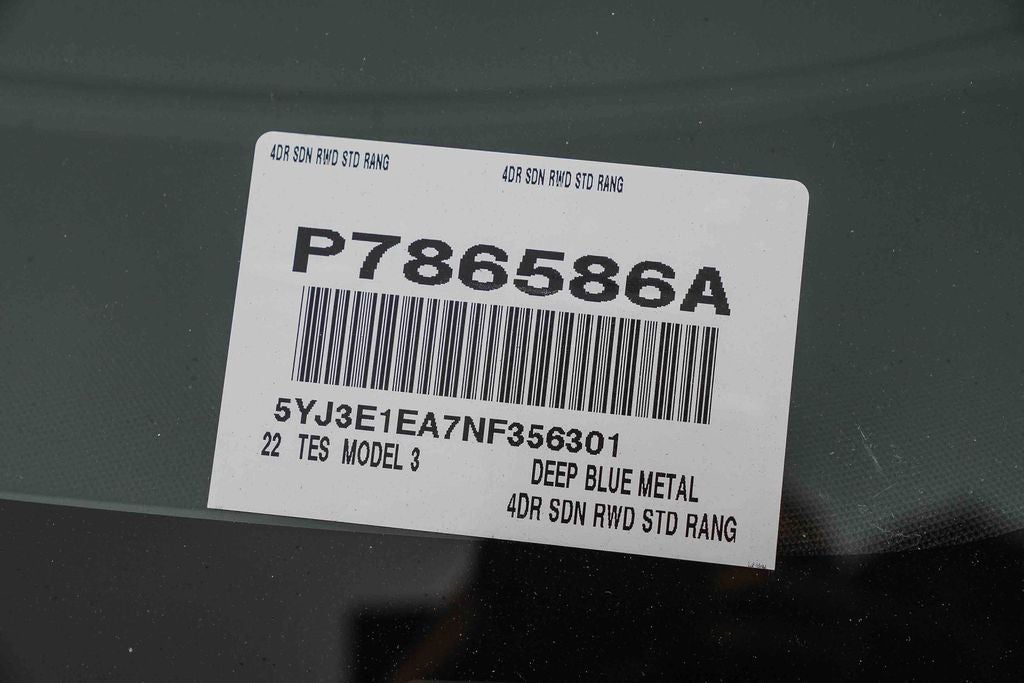 4DR SDN RWD STD RANG
4DR SDN RWD STD RANG
P786586A
5YJ3E1EA7NF356301
22 TES MODEL 3
DEEP BLUE METAL
4DR SDN RWD STD RANG